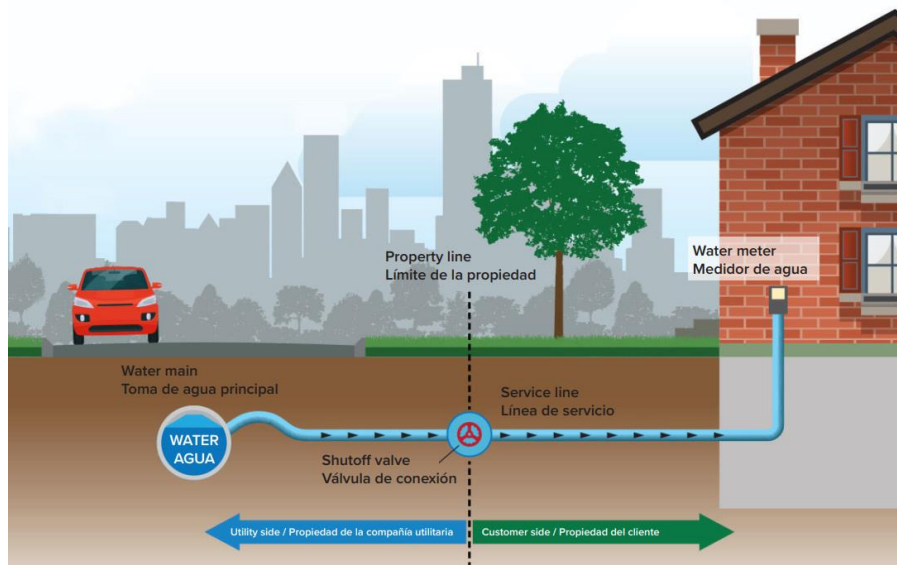 Property line
Límite de la propiedad
Water meter
Medidor de agua
Water main
Toma de agua principal
Service line
Línea de servicio
WATER
AGUA
Shutoff valve
Válvula de conexión
Utility side / Propiedad de la compañía utilitaria
Customer side / Propiedad del cliente